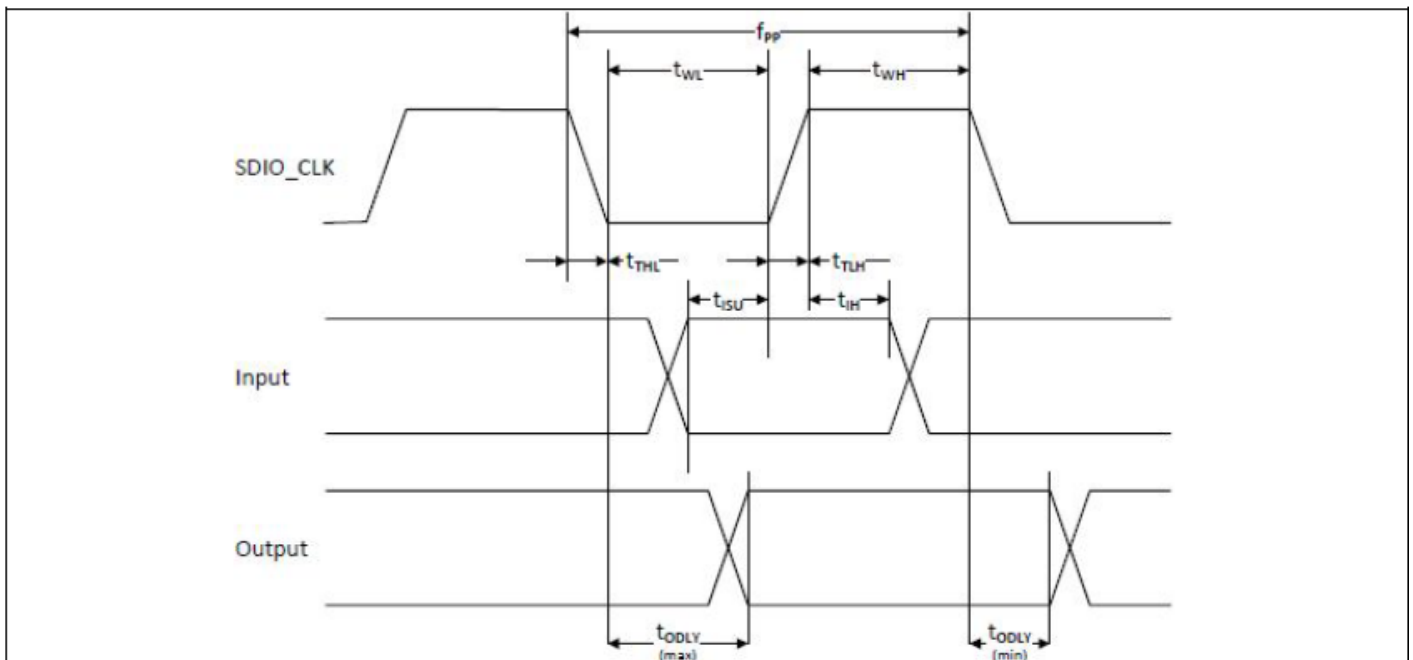 fPP
tWL
tWH
SDIO_CLK
tTHL
tTLH
tISU
tIH
Input
Output
tODLY
(max)
tODLY
(min)